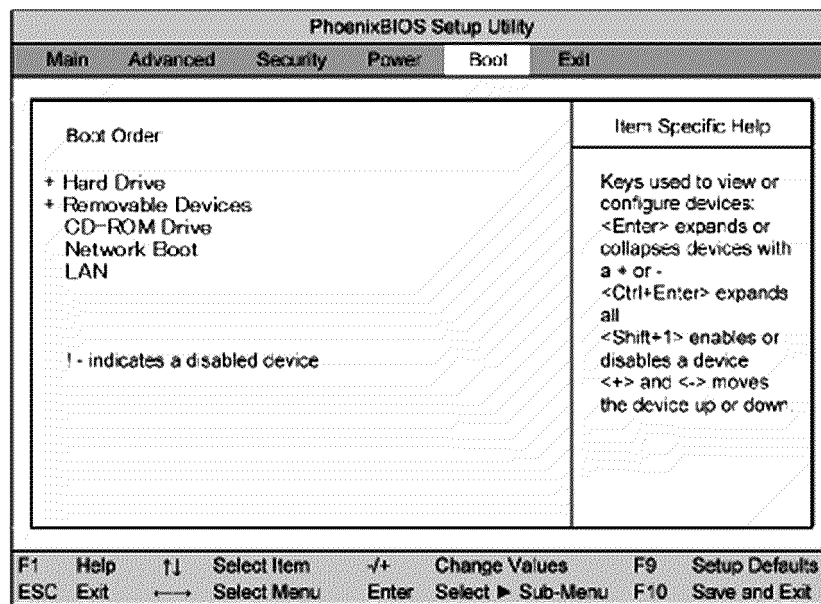 PhoenixBIOS Setup Utility
Main Advanced Security Power Boot Exit
Boot Order
+ Hard Drive
+ Removable Devices
CD-ROM Drive
Network Boot
LAN
! - indicates a disabled device
Item Specific Help
Keys used to view or
configure devices:
<Enter> expands or
collapses devices with
a + or -
<Ctrl+Enter> expands
all
<Shift+1> enables or
disables a device
<+> and <-> moves
the device up or down.
F1 Help ↑↓ Select Item -/+ Change Values F9 Setup Defaults
ESC Exit ←→ Select Menu Enter Select ▶ Sub-Menu F10 Save and Exit